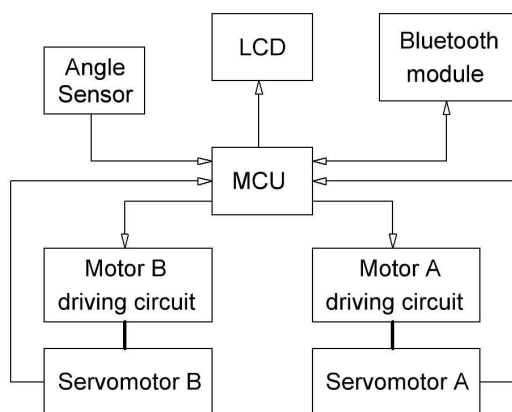 Angle
Sensor
LCD
Bluetooth
module
MCU
Motor B
driving circuit
Motor A
driving circuit
Servomotor B
Servomotor A